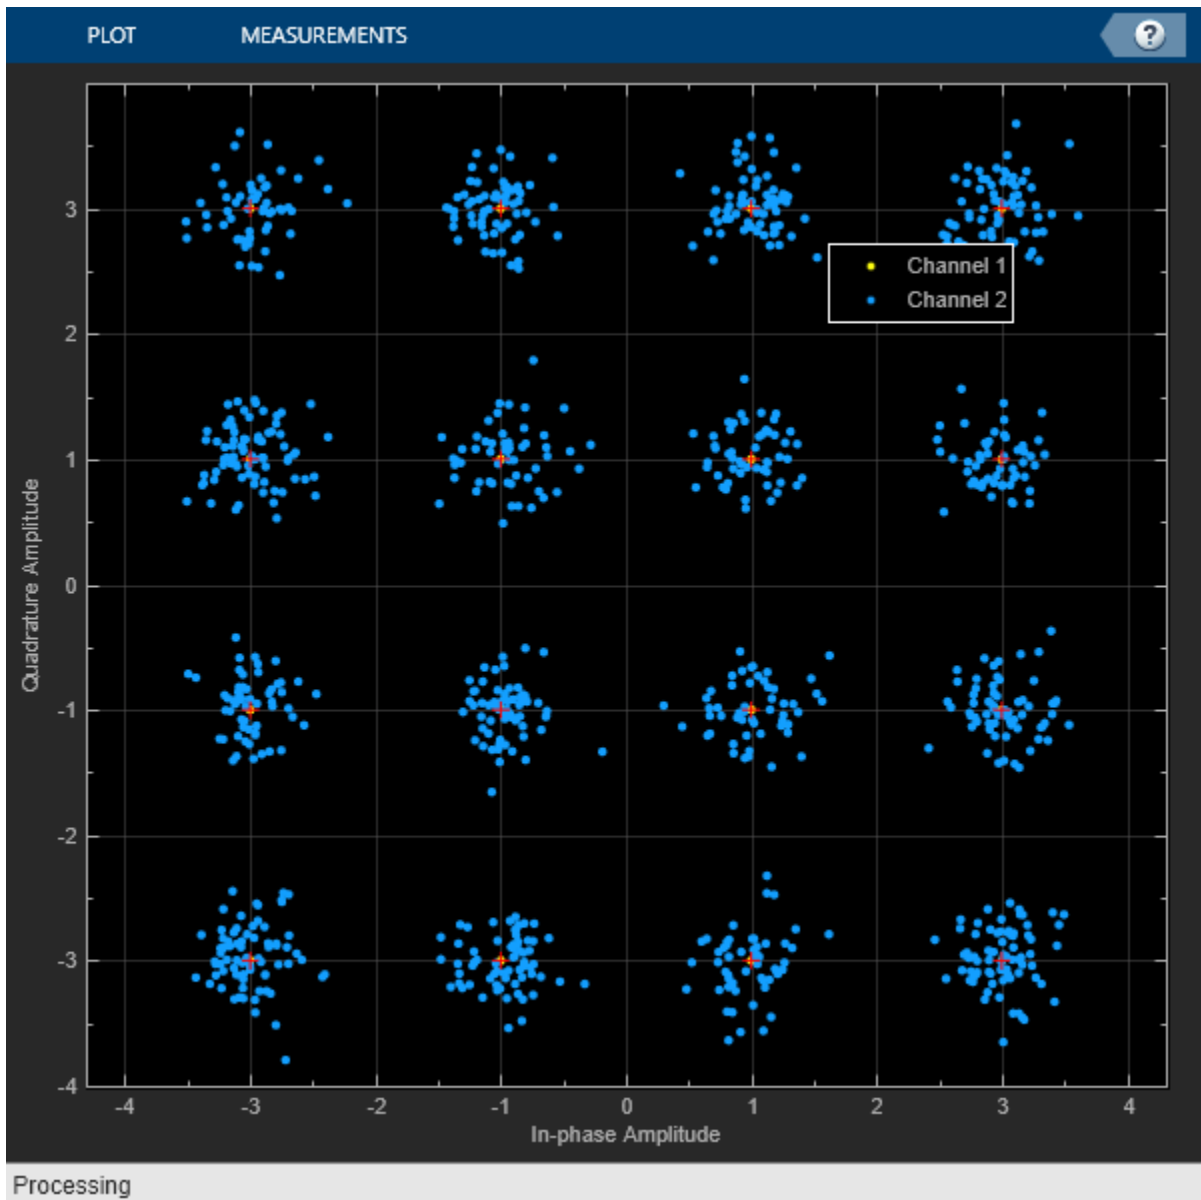 PLOT MEASUREMENTS ?
3
2
1
0
-1
-2
-3
-4
Quadrature Amplitude
Channel 1
Channel 2
-4 -3 -2 -1 0 1 2 3 4
In-phase Amplitude
Processing